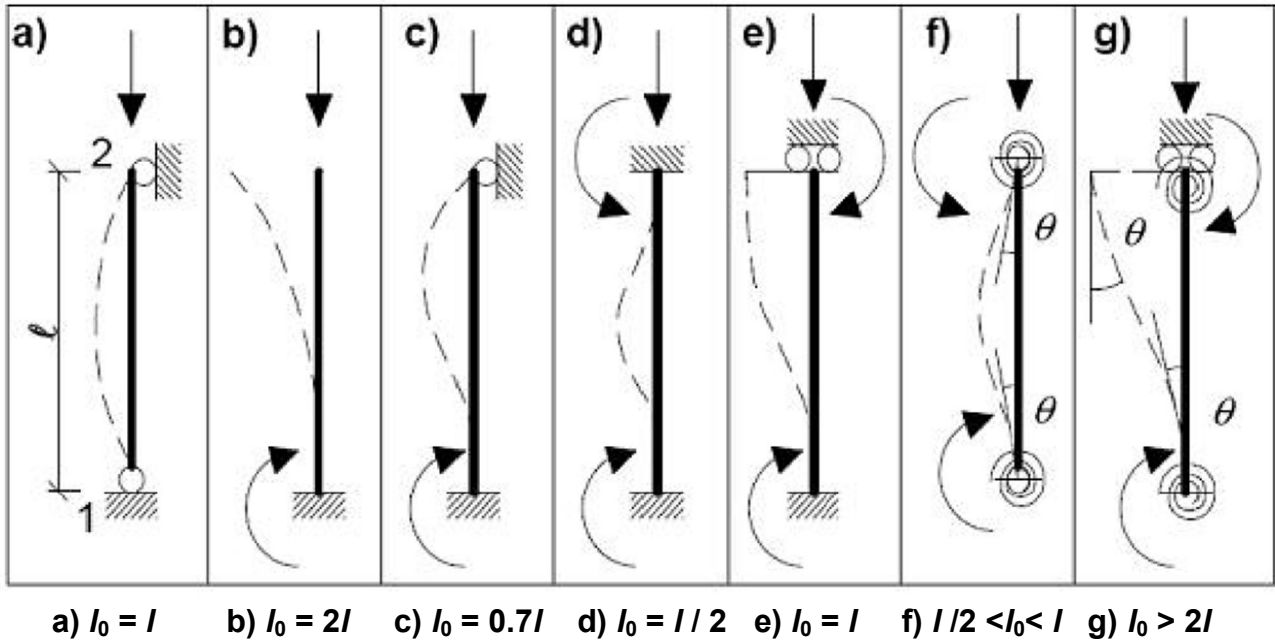 a) b) c) d) e) f) g)
2
θ θ
ℓ
θ θ
1
a) l₀ = l b) l₀ = 2l c) l₀ = 0.7l d) l₀ = l / 2 e) l₀ = l f) l /2 <l₀< l g) l₀ > 2l